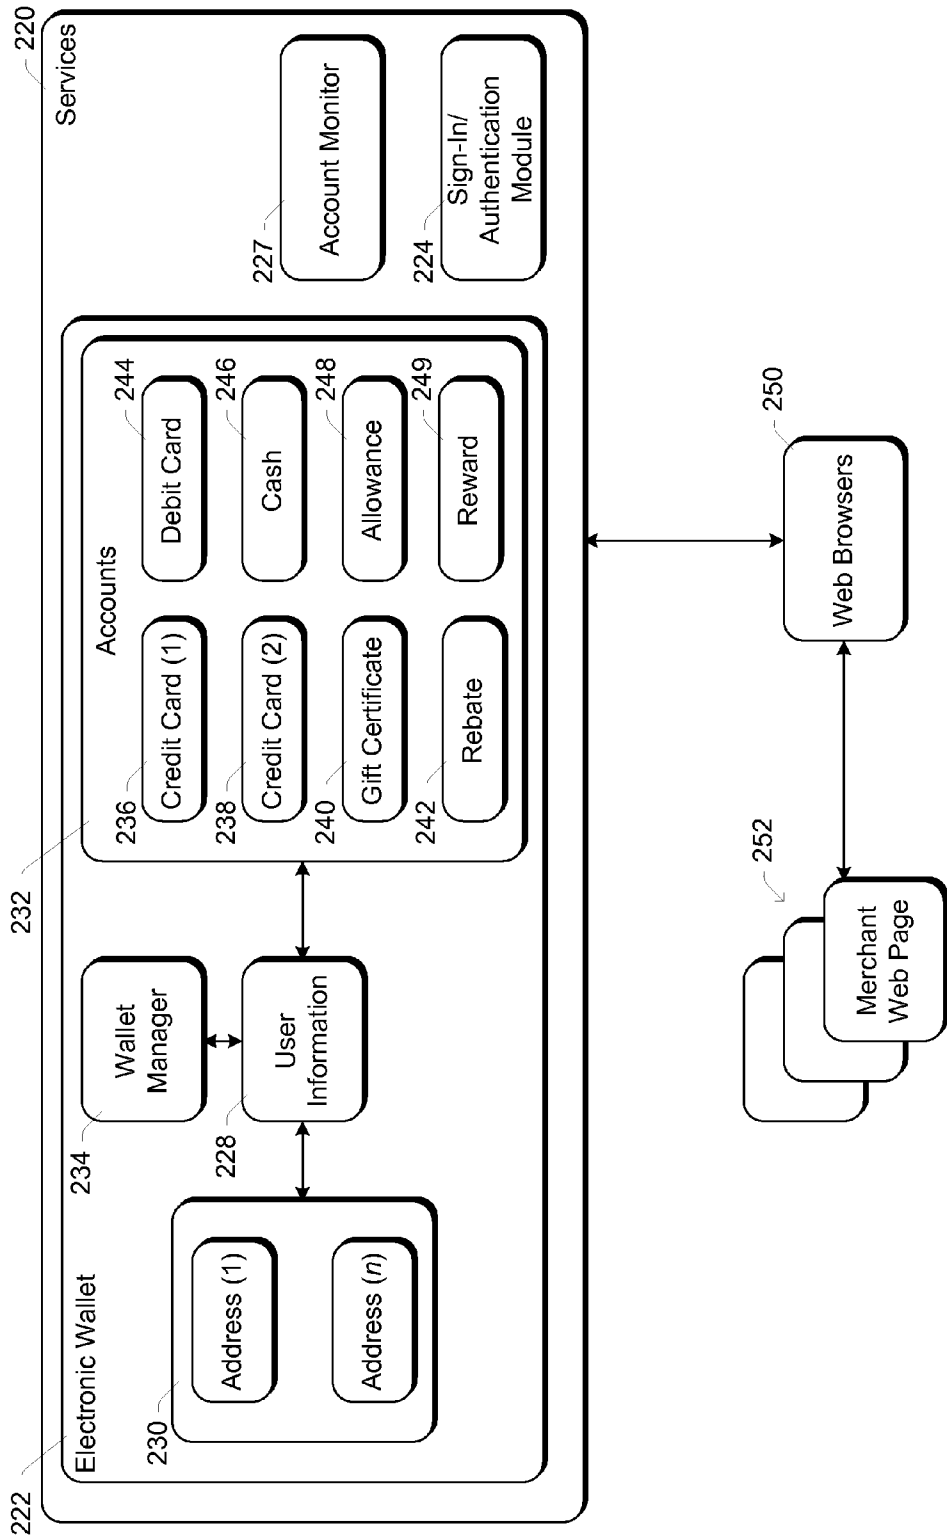 222
Electronic Wallet
230
Address (1)
Address (n)
234
Wallet
Manager
228
User
Information
232
Accounts
236
Credit Card (1)
238
Credit Card (2)
240
Gift Certificate
242
Rebate
244
Debit Card
246
Cash
248
Allowance
249
Reward
220
Services
227
Account Monitor
224
Sign-In/
Authentication
Module
252
Merchant
Web Page
250
Web Browsers